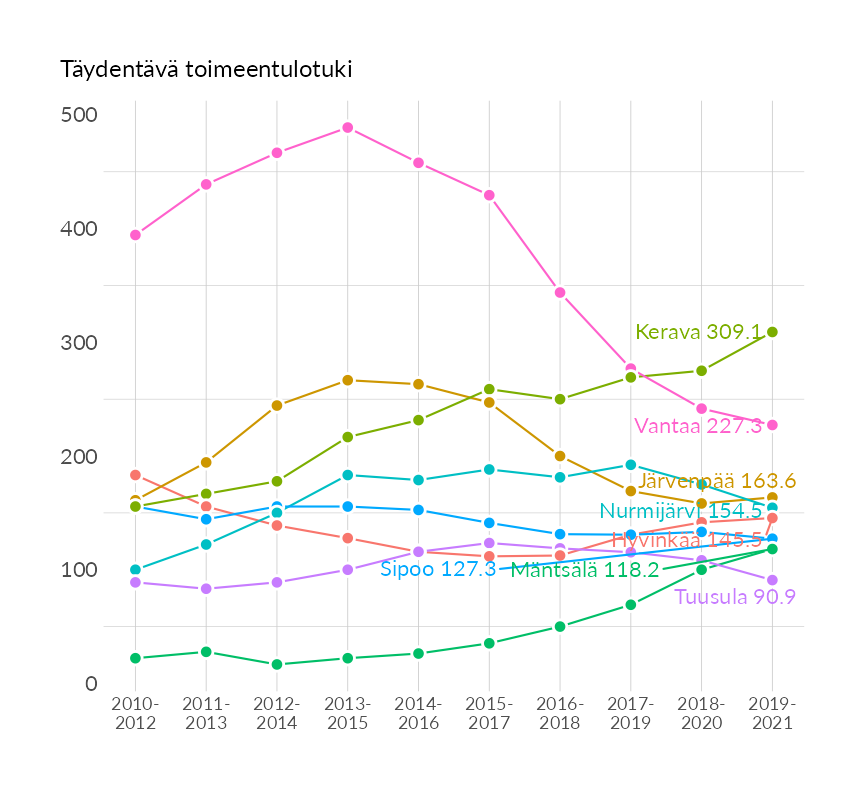 Täydentävä toimeentulotuki
500
400
300
200
100
0
Kerava 309.1
Vantaa 227.3
Järvenpää 163.6
Nurmijärvi 154.5
Hyvinkää 145.5
Sipoo 127.3
Mäntsälä 118.2
Tuusula 90.9
2010- 2011- 2012- 2013- 2014- 2015- 2016- 2017- 2018- 2019-
2012 2013 2014 2015 2016 2017 2018 2019 2020 2021